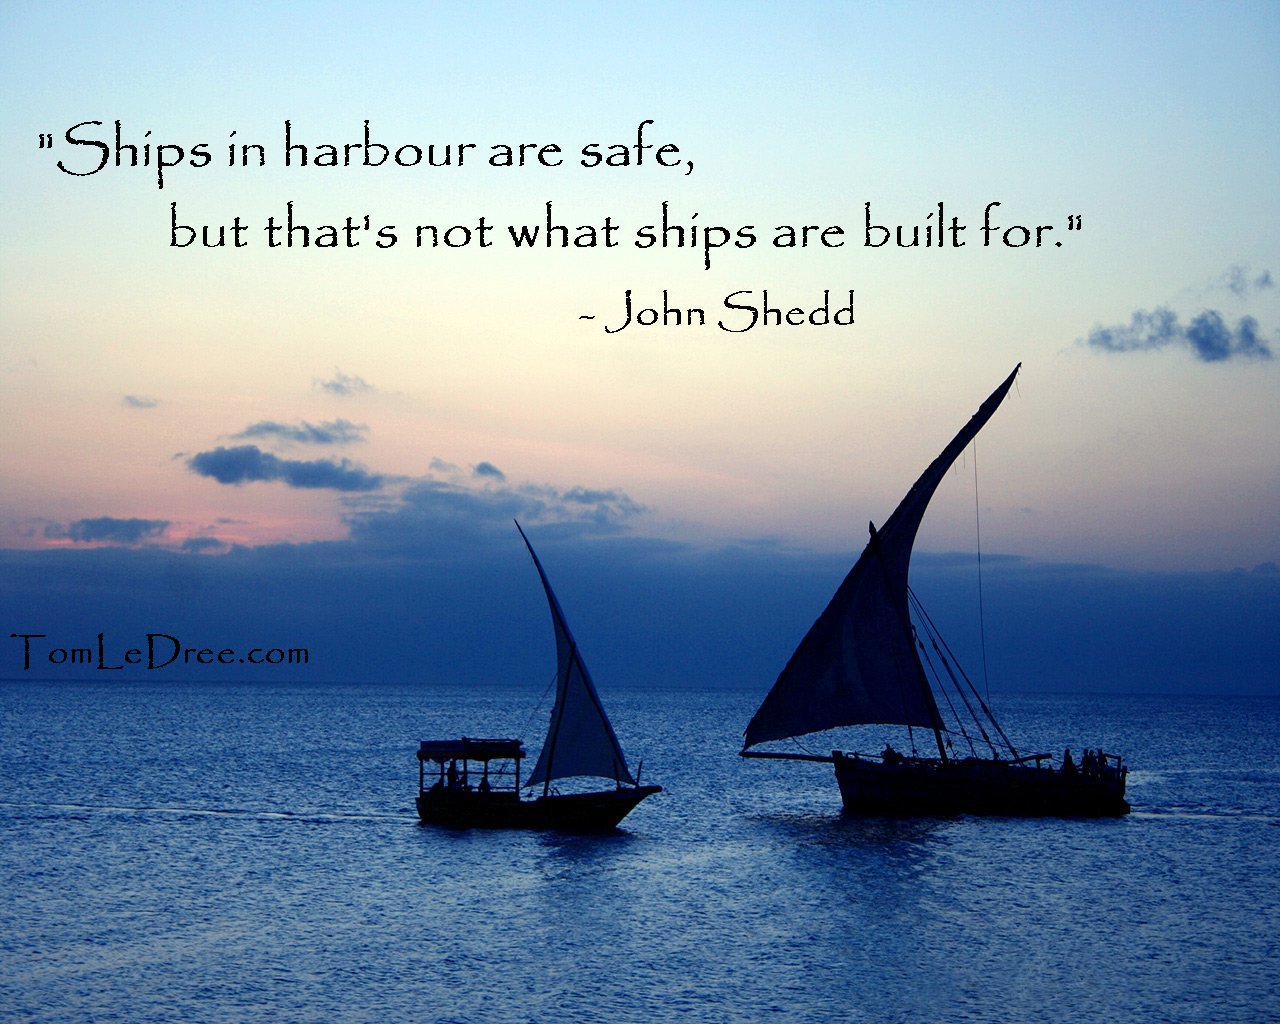 "Ships in harbour are safe,
but that's not what ships are built for."
~ John Shedd
TomLeDree.com